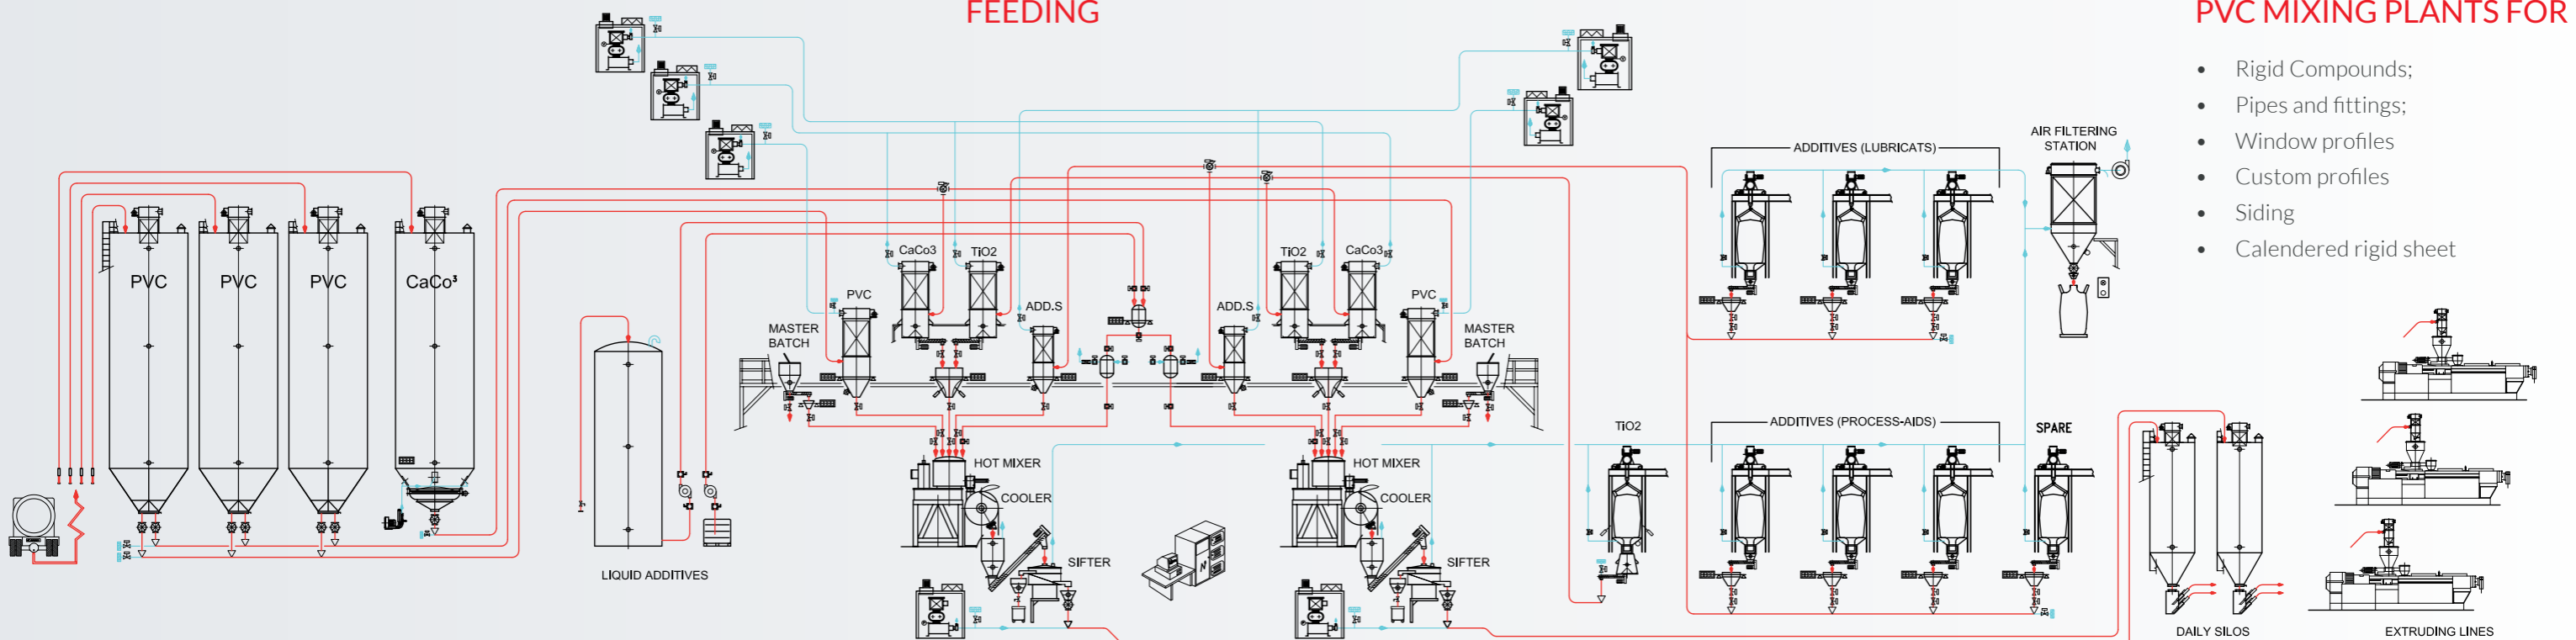 FEEDING
PVC MIXING PLANTS FOR
• Rigid Compounds;
• Pipes and fittings;
• Window profiles
• Custom profiles
• Siding
• Calendered rigid sheet
AIR FILTERING
STATION
ADDITIVES (LUBRICATS)
PVC
PVC
PVC
CaCo³
CaCo3
TiO2
TiO2
CaCo3
PVC
ADD.S
ADD.S
PVC
MASTER
BATCH
MASTER
BATCH
LIQUID ADDITIVES
HOT MIXER
COOLER
SIFTER
HOT MIXER
COOLER
SIFTER
TiO2
ADDITIVES (PROCESS-AIDS)
SPARE
DAILY SILOS
EXTRUDING LINES